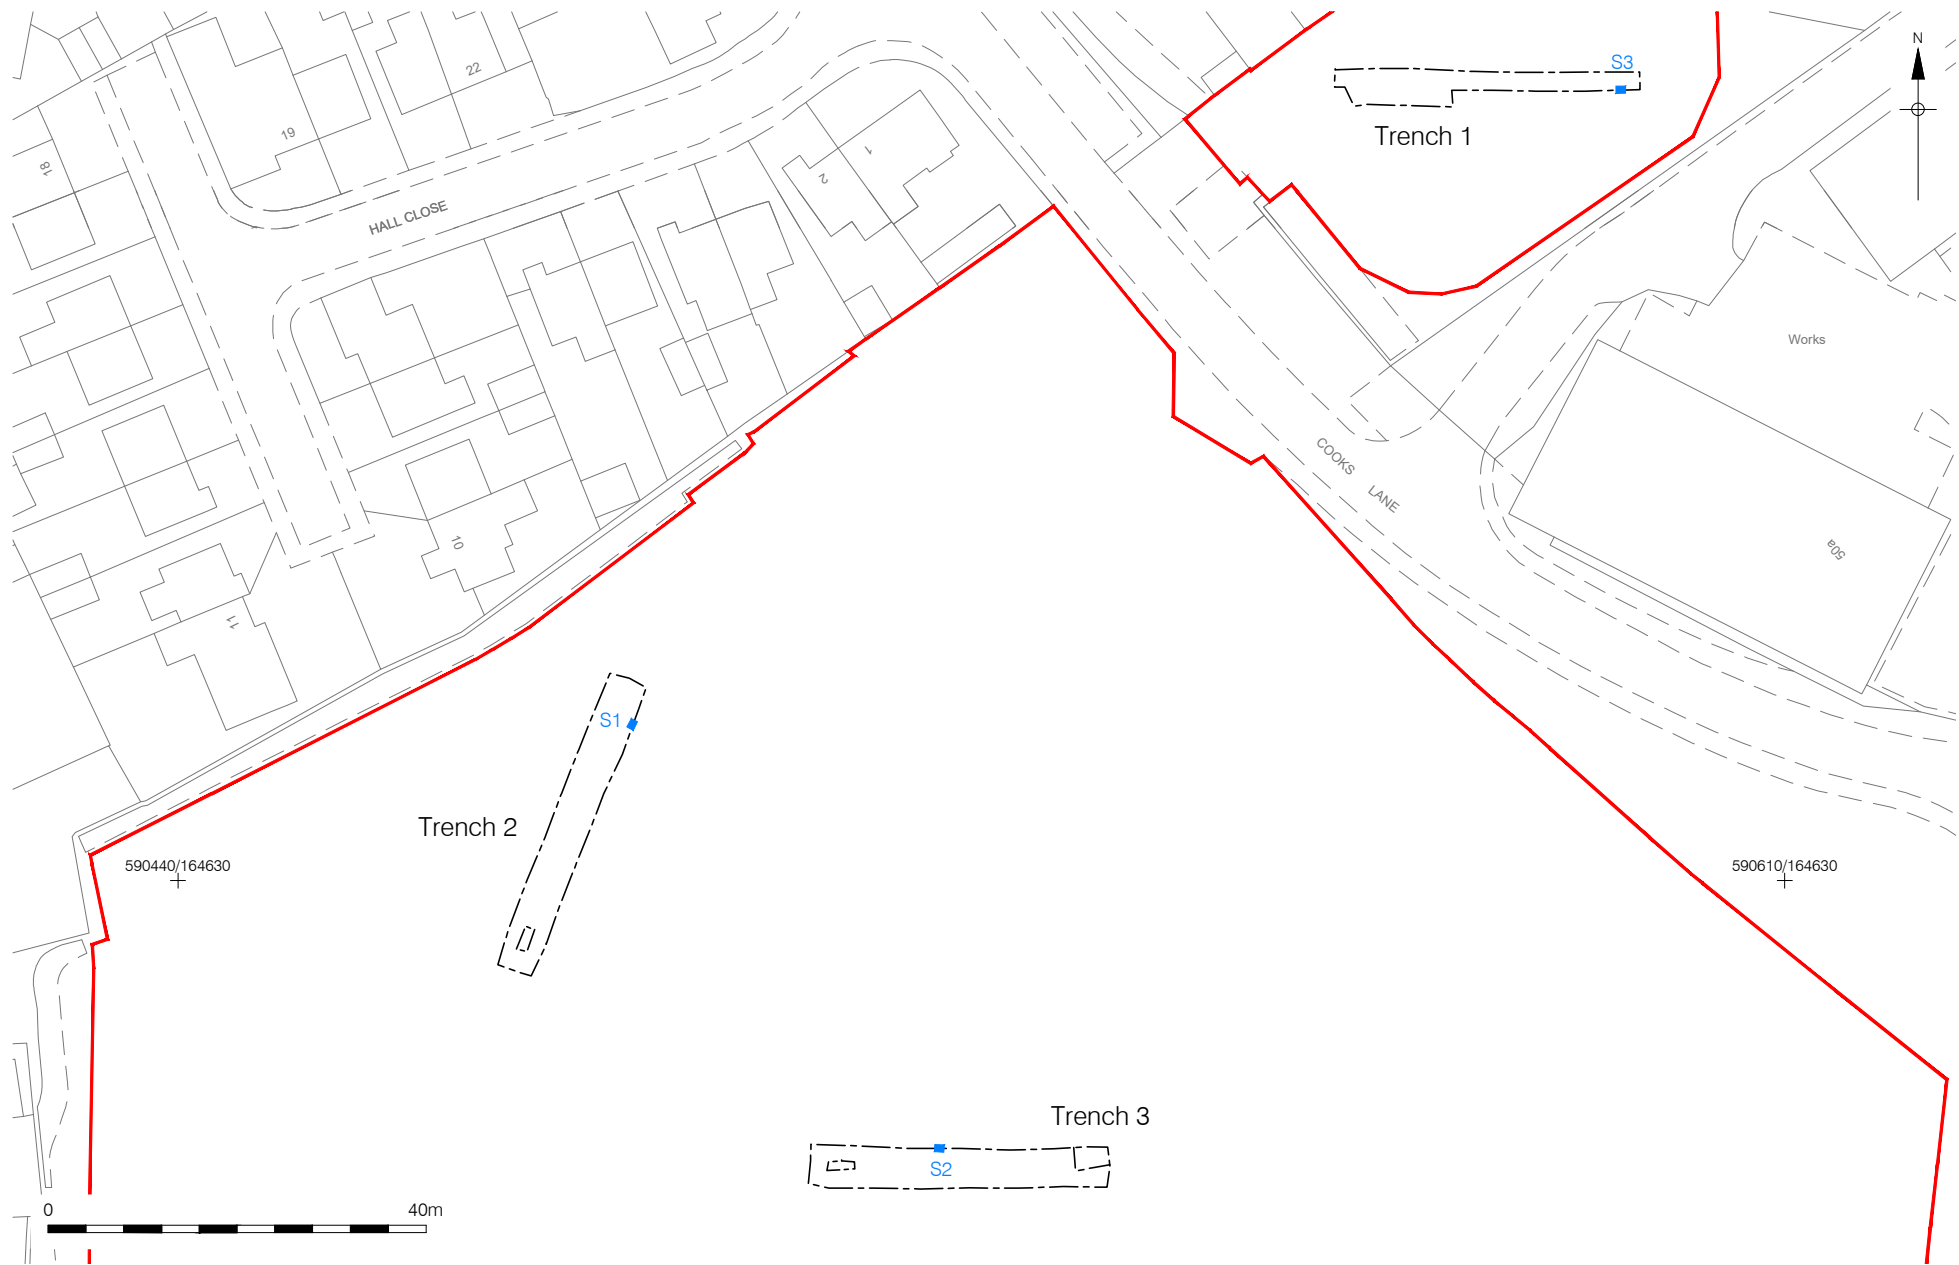 N
22
S3
19
Trench 1
1
18
2
HALL CLOSE
Works
COOKS
LANE
10
50a
11
S1
Trench 2
590440/164630
590610/164630
Trench 3
S2
0
40m